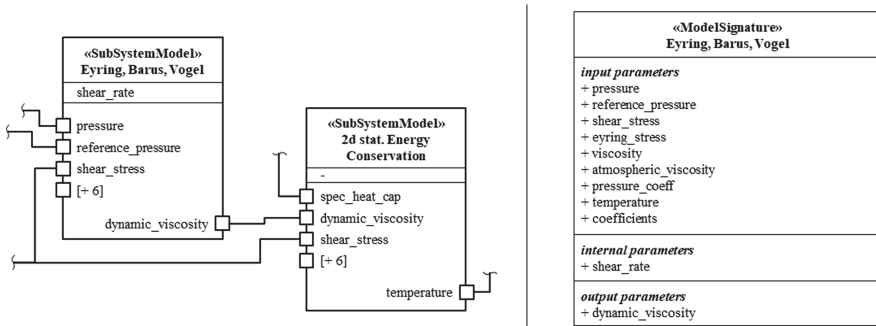 «SubSystemModel»
Eyring, Barus, Vogel
shear_rate
pressure
reference_pressure
shear_stress
[+ 6]
dynamic_viscosity
«SubSystemModel»
2d stat. Energy
Conservation
-
spec_heat_cap
dynamic_viscosity
shear_stress
[+ 6]
temperature
«ModelSignature»
Eyring, Barus, Vogel
input parameters
+ pressure
+ reference_pressure
+ shear_stress
+ eyring_stress
+ viscosity
+ atmospheric_viscosity
+ pressure_coeff
+ temperature
+ coefficients
internal parameters
+ shear_rate
output parameters
+ dynamic_viscosity